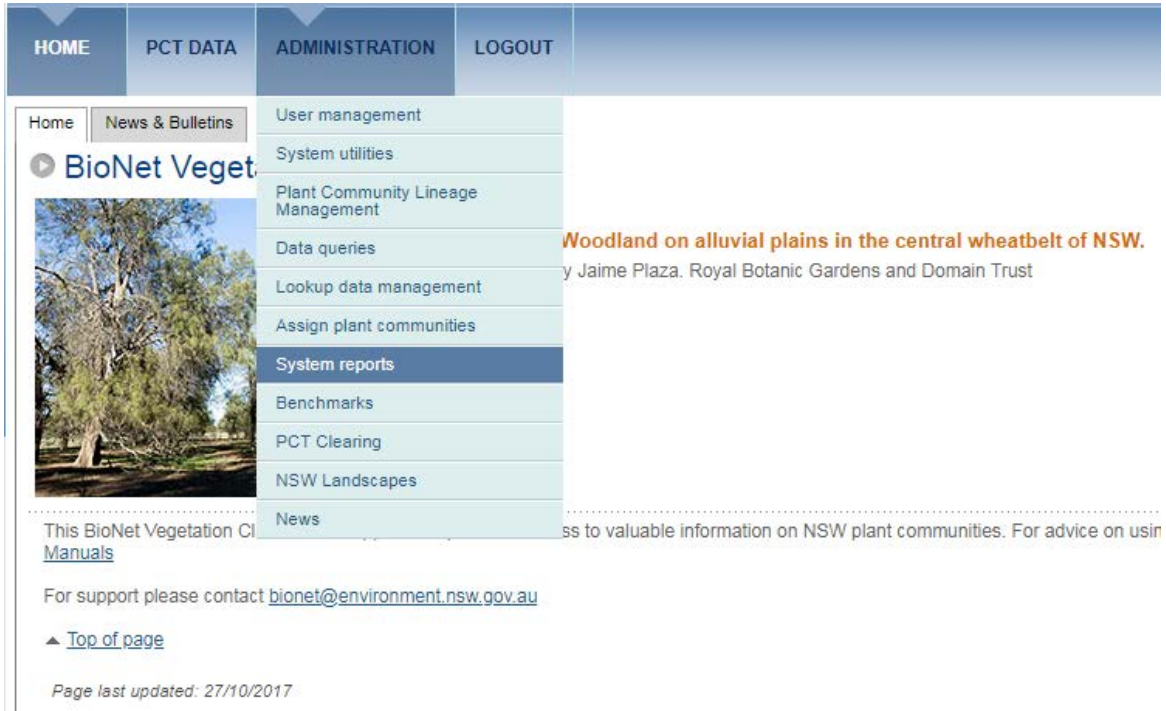 HOME PCT DATA ADMINISTRATION LOGOUT
Home News & Bulletins
User management
System utilities
Plant Community Lineage
Management
Data queries
Lookup data management
Assign plant communities
System reports
Benchmarks
PCT Clearing
NSW Landscapes
News
BioNet
Woodland on alluvial plains in the central wheatbelt of NSW.
Jaime Plaza. Royal Botanic Gardens and Domain Trust
This BioNet Vegetation
to valuable information on NSW plant communities. For advice on
Manuals
For support please contact bionet@environment.nsw.gov.au
Top of page
Page last updated: 27/10/2017